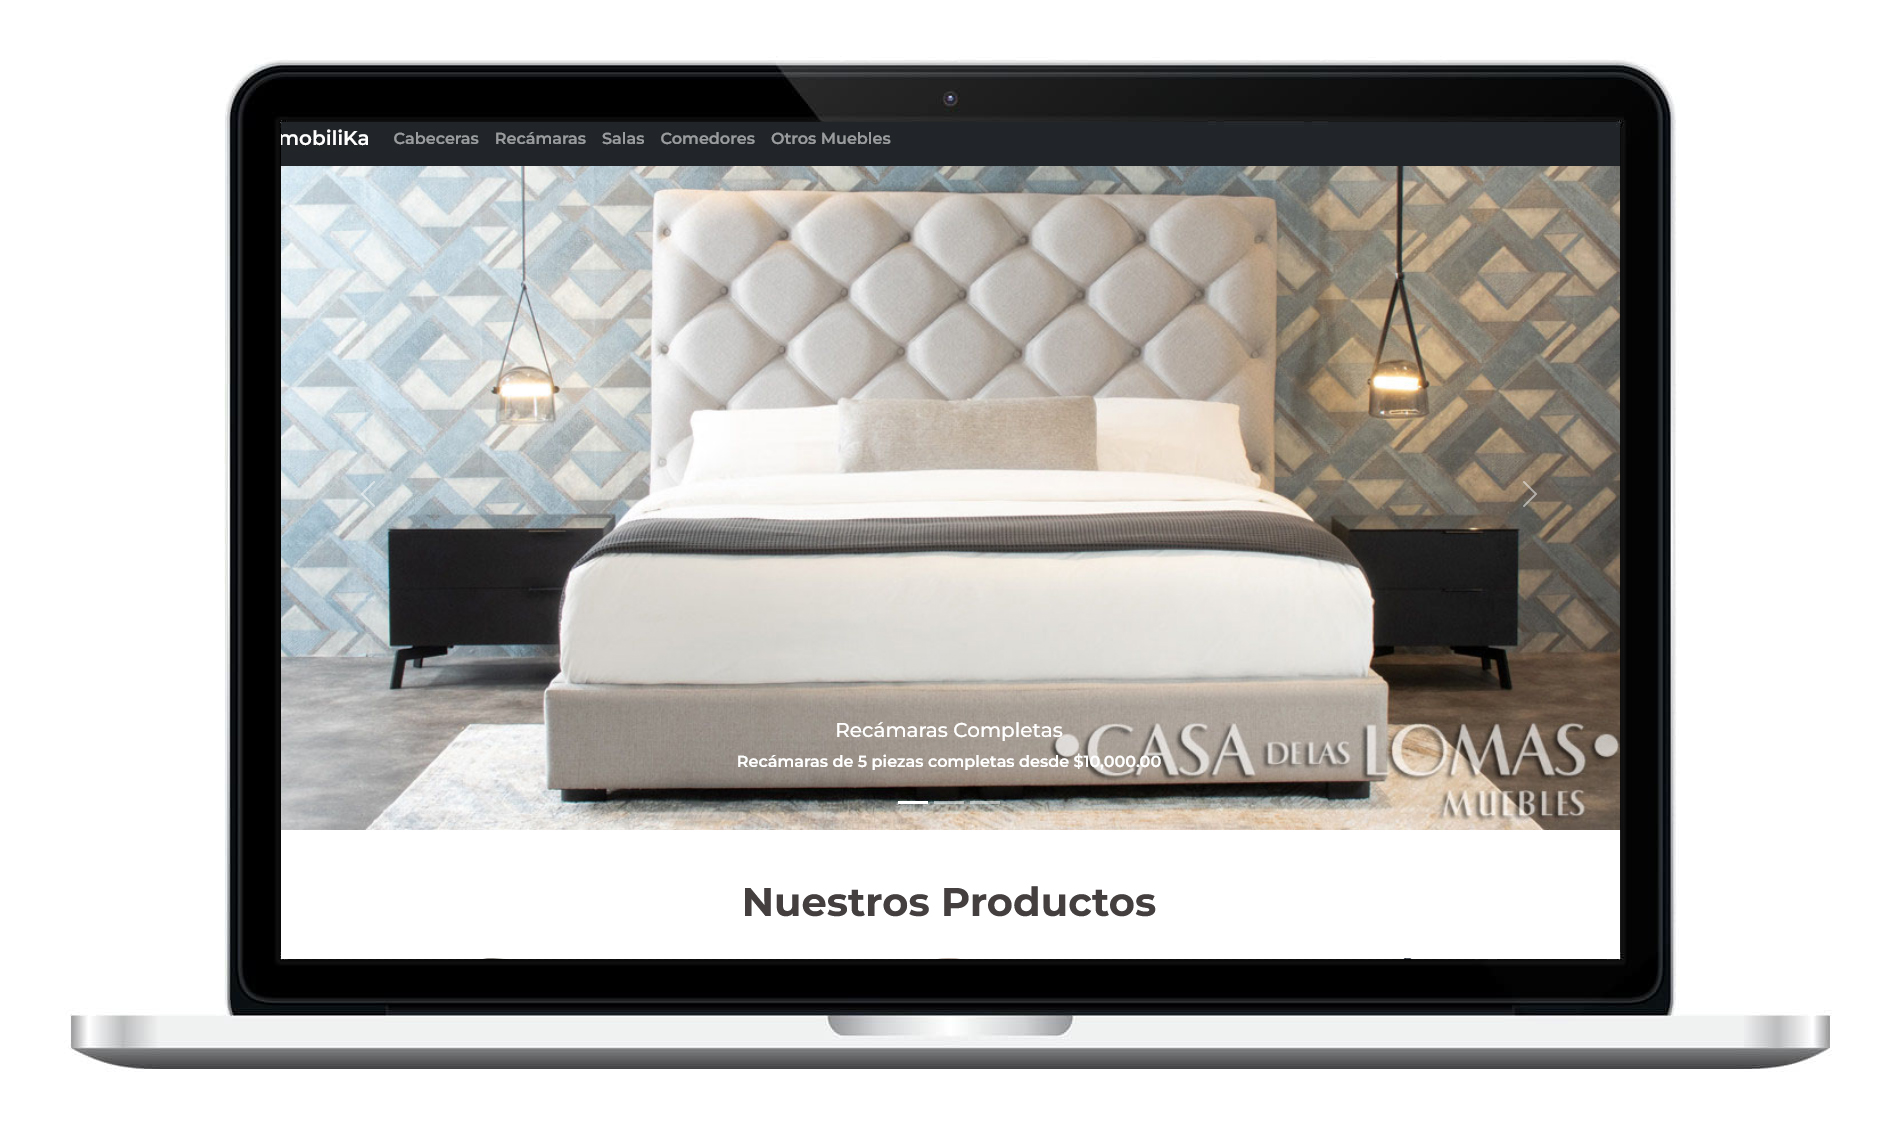 mobiliKa Cabeceras Recámaras Salas Comedores Otros Muebles
Recámaras Completas
Recámaras de 5 piezas completas desde $10,000.00
•CASA DE LAS LOMAS•
MUEBLES
Nuestros Productos